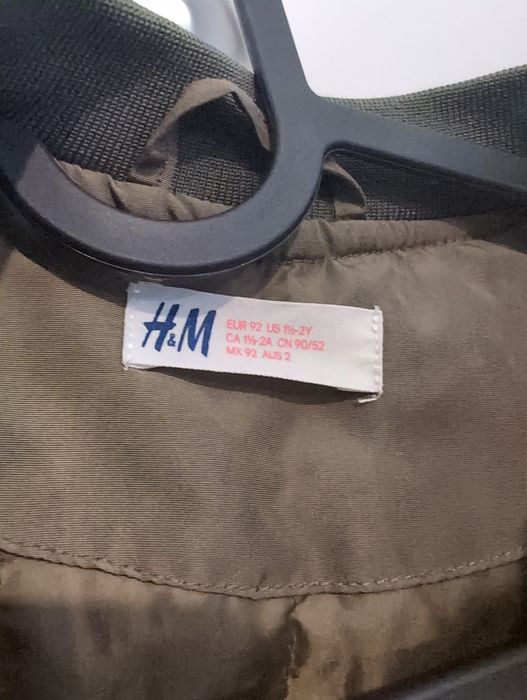 H&M
EUR 92 US 1½-2Y
CA 1½-2A CN 90/52
MX 92 AUS 2